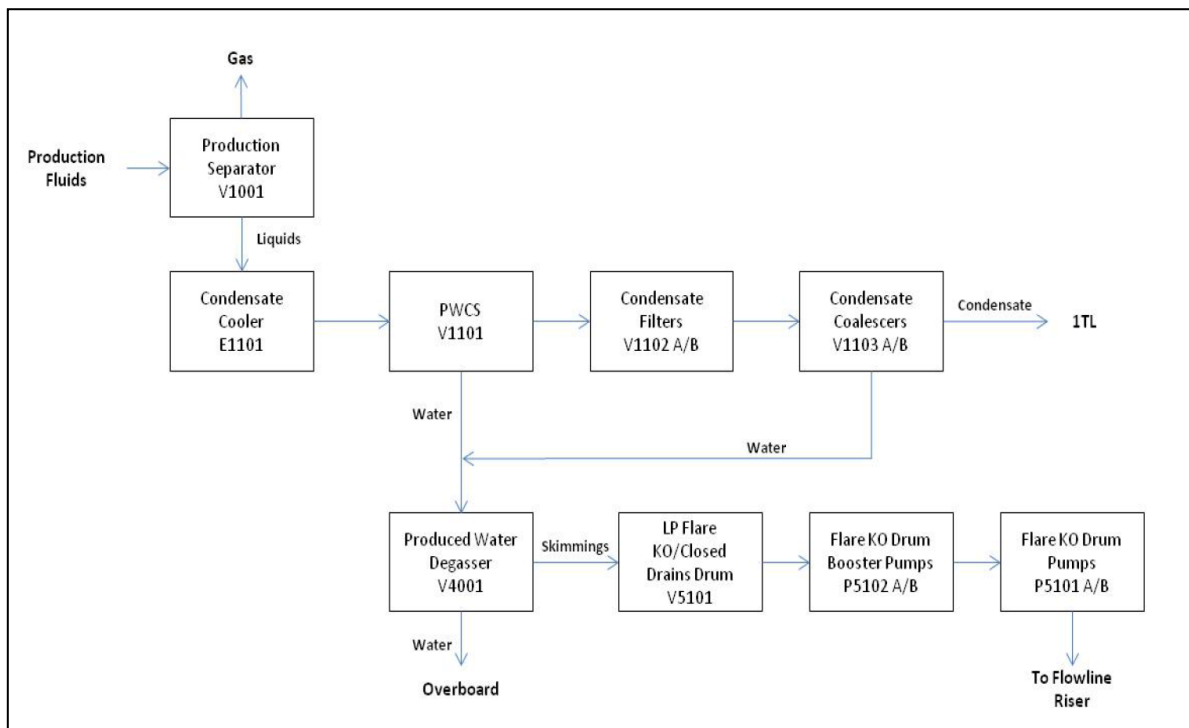 Gas
Production
Fluids
Production
Separator
V1001
Liquids
Condensate
Cooler
E1101
PWCS
V1101
Condensate
Filters
V1102 A/B
Condensate
Coalescers
V1103 A/B
Condensate
1TL
Water
Water
Produced Water
Degasser
V4001
Skimmings
LP Flare
KO/Closed
Drains Drum
V5101
Flare KO Drum
Booster Pumps
P5102 A/B
Flare KO Drum
Pumps
P5101 A/B
Water
Overboard
To Flowline
Riser